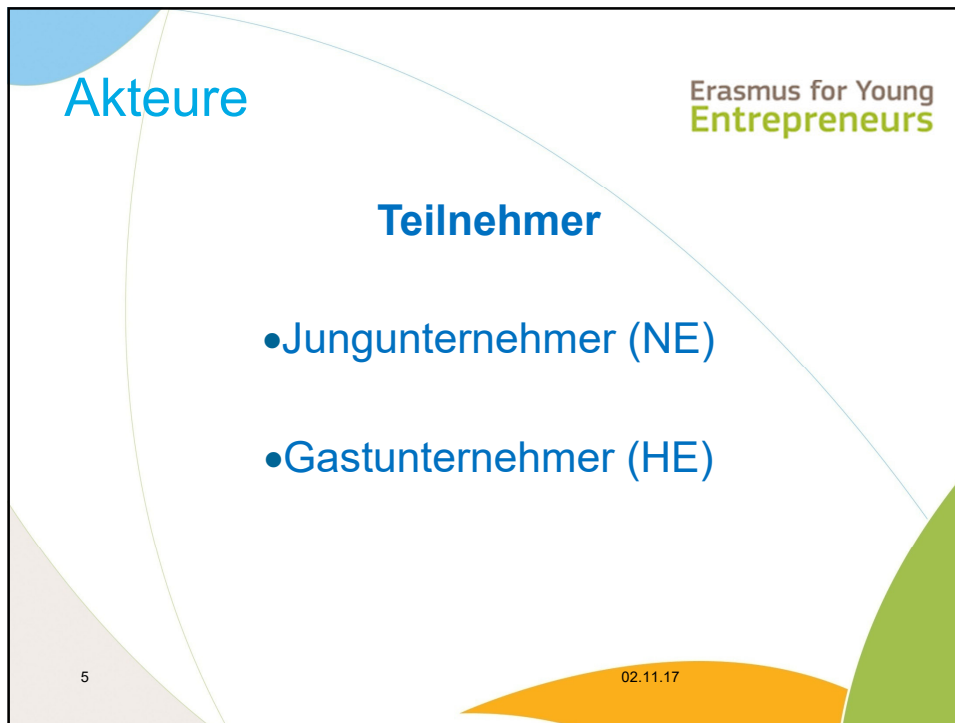 Akteure
Erasmus for Young
Entrepreneurs
Teilnehmer
•Jungunternehmer (NE)
•Gastunternehmer (HE)
5
02.11.17